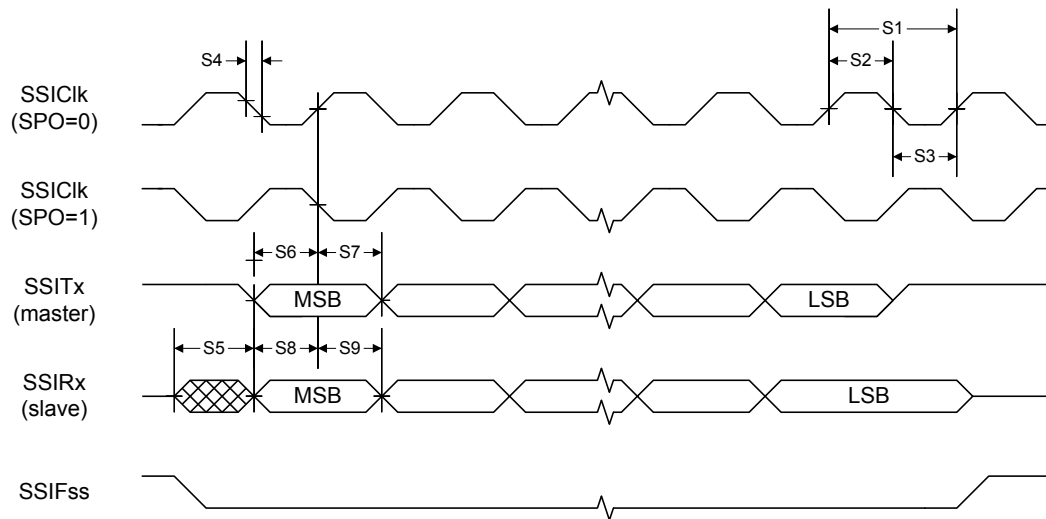 S1
S4
S2
SSIClk
(SPO=0)
S3
SSIClk
(SPO=1)
S6
S7
SSITx
(master)
MSB
LSB
S5
S8
S9
SSIRx
(slave)
MSB
LSB
SSIFss